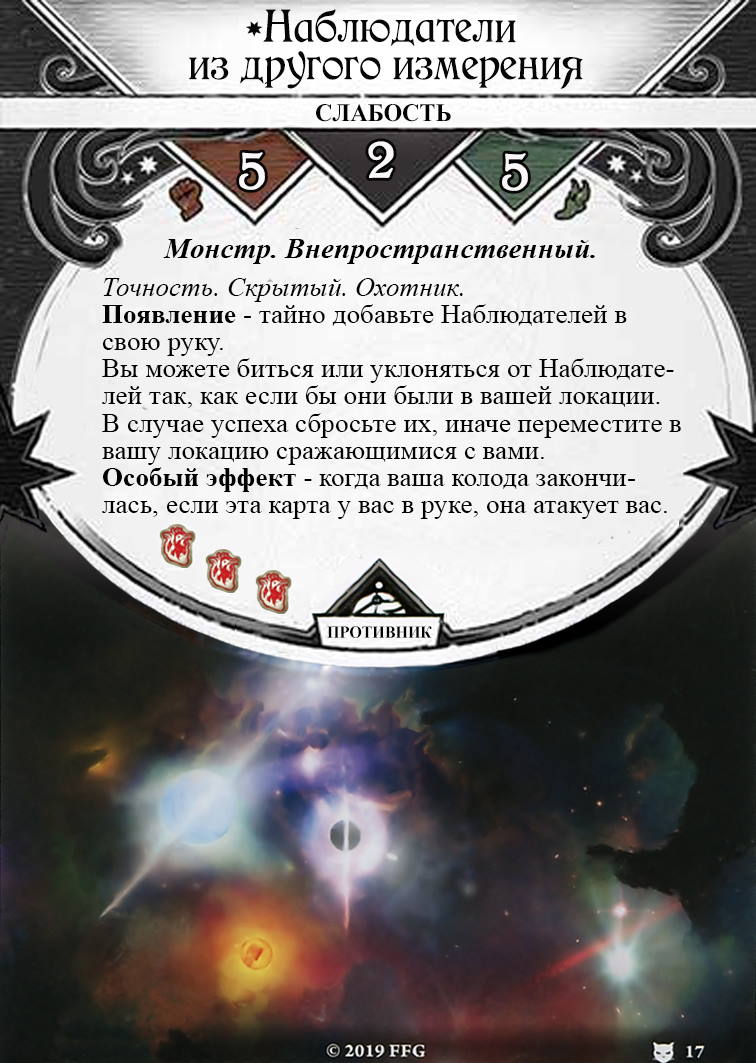 Наблюдатели
из другого измерения
СЛАБОСТЬ
5 2 5
Монстр. Внепространственный.
Точность. Скрытый. Охотник.
Появление - тайно добавьте Наблюдателей в
свою руку.
Вы можете биться или уклоняться от Наблюдате-
лей так, как если бы они были в вашей локации.
В случае успеха сбросьте их, иначе переместите в
вашу локацию сражающимися с вами.
Особый эффект - когда ваша колода закончи-
лась, если эта карта у вас в руке, она атакует вас.
ПРОТИВНИК
© 2019 FFG
17